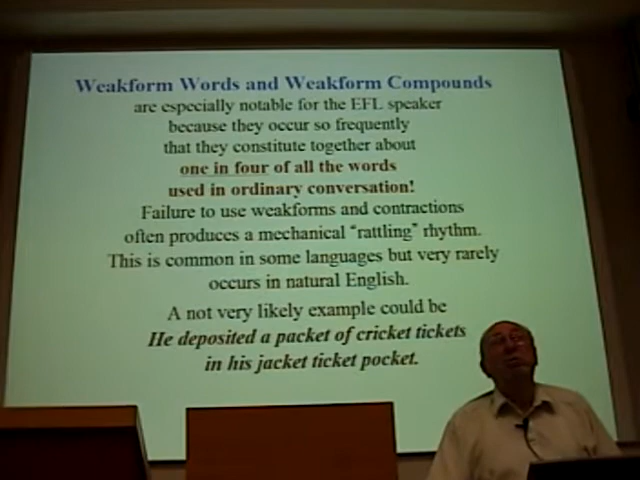 Weakform Words and Weakform Compounds
are especially notable for the EFL speaker
because they occur so frequently
that they constitute together about
one in four of all the words
used in ordinary conversation!
Failure to use weakforms and contractions
often produces a mechanical “rattling” rhythm.
This is common in some languages but very rarely
occurs in natural English.
A not very likely example could be
He deposited a packet of cricket tickets
in his jacket ticket pocket.